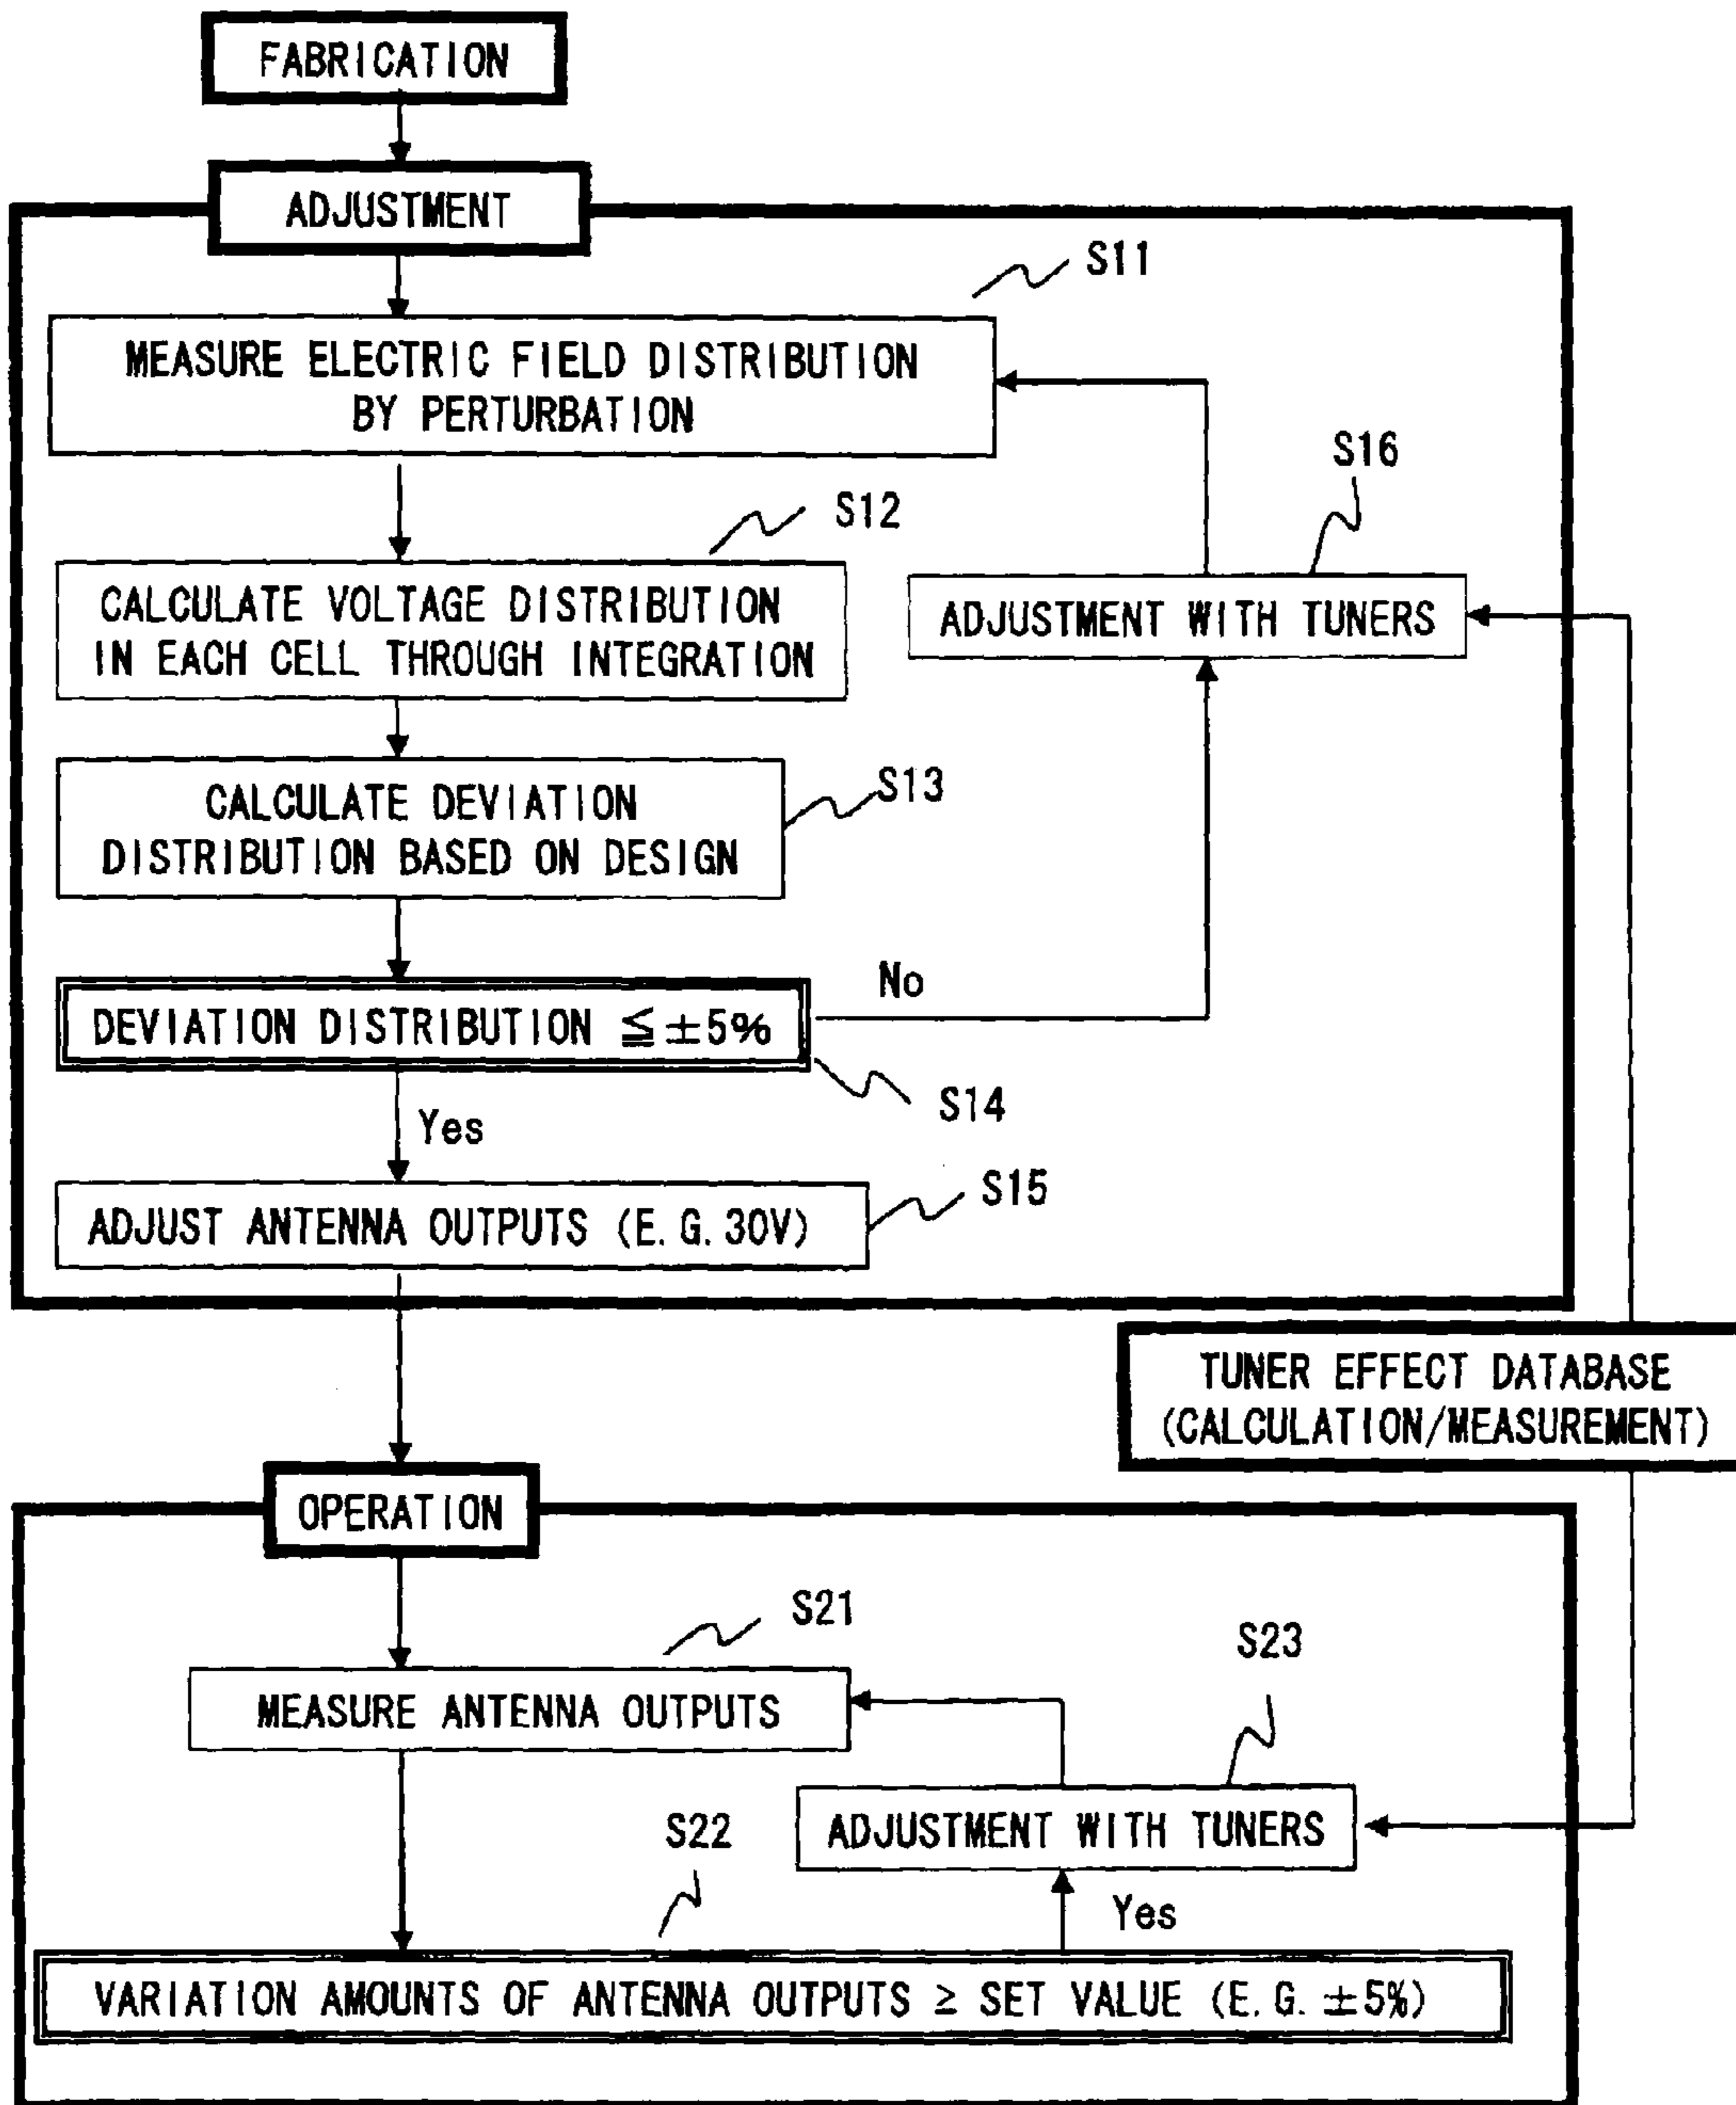 FABRICATION
ADJUSTMENT
S11
MEASURE ELECTRIC FIELD DISTRIBUTION
BY PERTURBATION
S16
S12
CALCULATE VOLTAGE DISTRIBUTION
IN EACH CELL THROUGH INTEGRATION
ADJUSTMENT WITH TUNERS
S13
CALCULATE DEVIATION
DISTRIBUTION BASED ON DESIGN
No
DEVIATION DISTRIBUTION ≦ ±5%
S14
Yes
S15
ADJUST ANTENNA OUTPUTS (E.G.30V)
TUNER EFFECT DATABASE
(CALCULATION/MEASUREMENT)
OPERATION
S21
S23
MEASURE ANTENNA OUTPUTS
S22
ADJUSTMENT WITH TUNERS
Yes
VARIATION AMOUNTS OF ANTENNA OUTPUTS ≥ SET VALUE (E.G. ±5%)